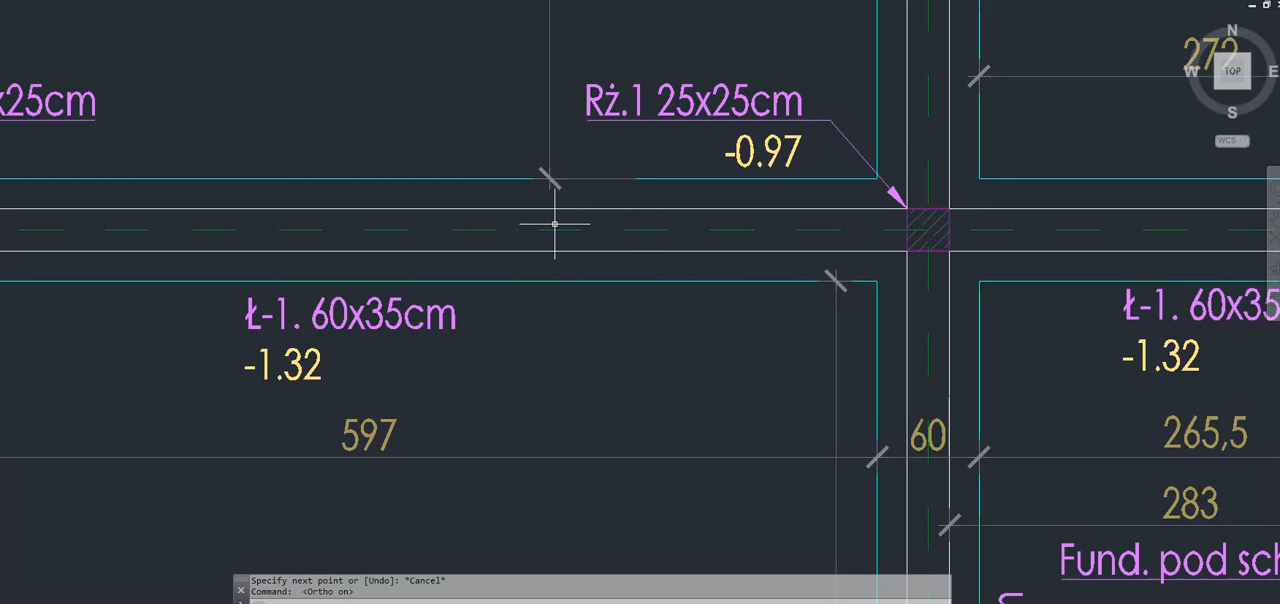 N
W TOP E
S
WCS
272
x25cm
Rż.1 25x25cm
-0.97
Ł-1. 60x35cm
-1.32
Ł-1. 60x35
-1.32
597
60
265,5
283
Fund. pod sch
Specify next point or [Undo]: *Cancel*
Command: <Ortho on>